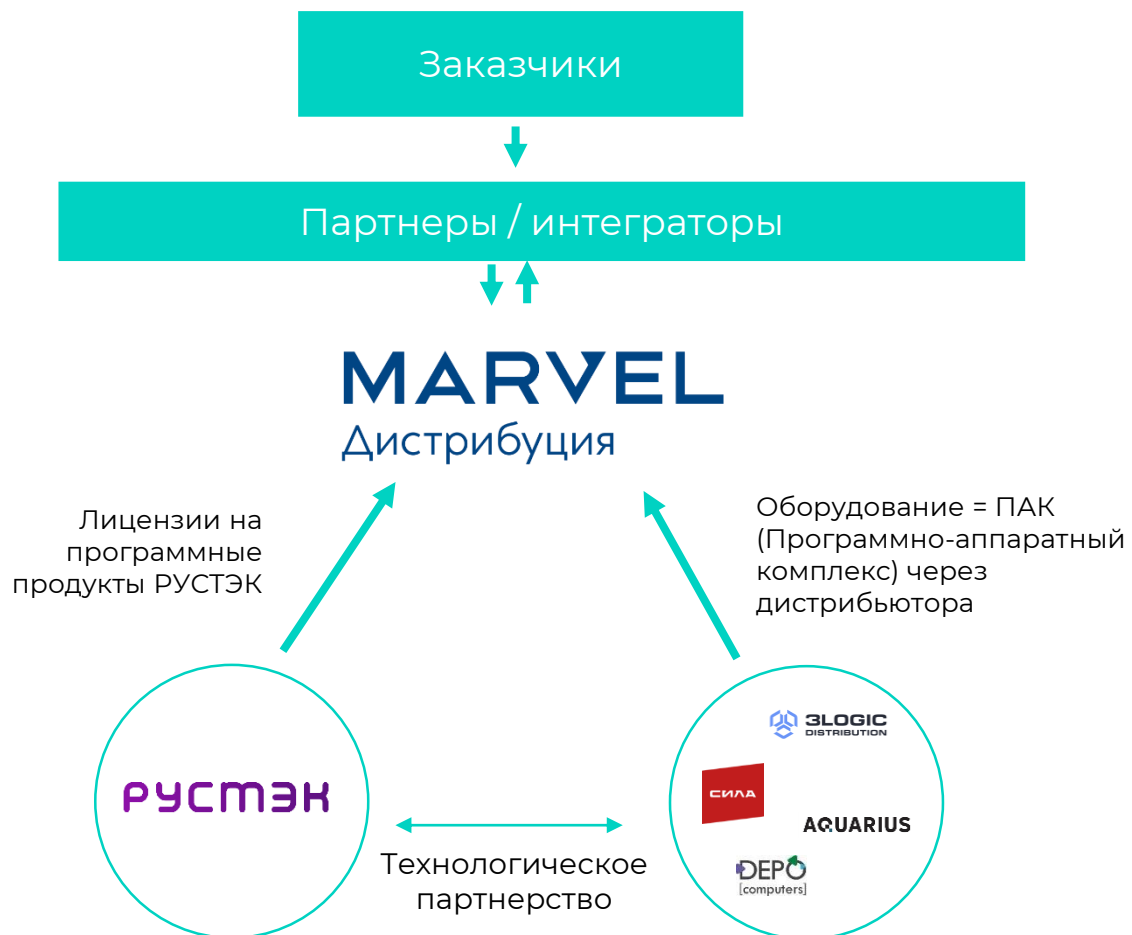 Заказчики
Партнеры / интеграторы
MARVEL
Дистрибуция
Лицензии на
программные
продукты РУСТЭК
Оборудование = ПАК
(Программно-аппаратный
комплекс) через
дистрибьютора
РУСТЭК
3LOGIC
DISTRIBUTION
СИЛА
AQUARIUS
DEPO
[computers]
Технологическое
партнерство